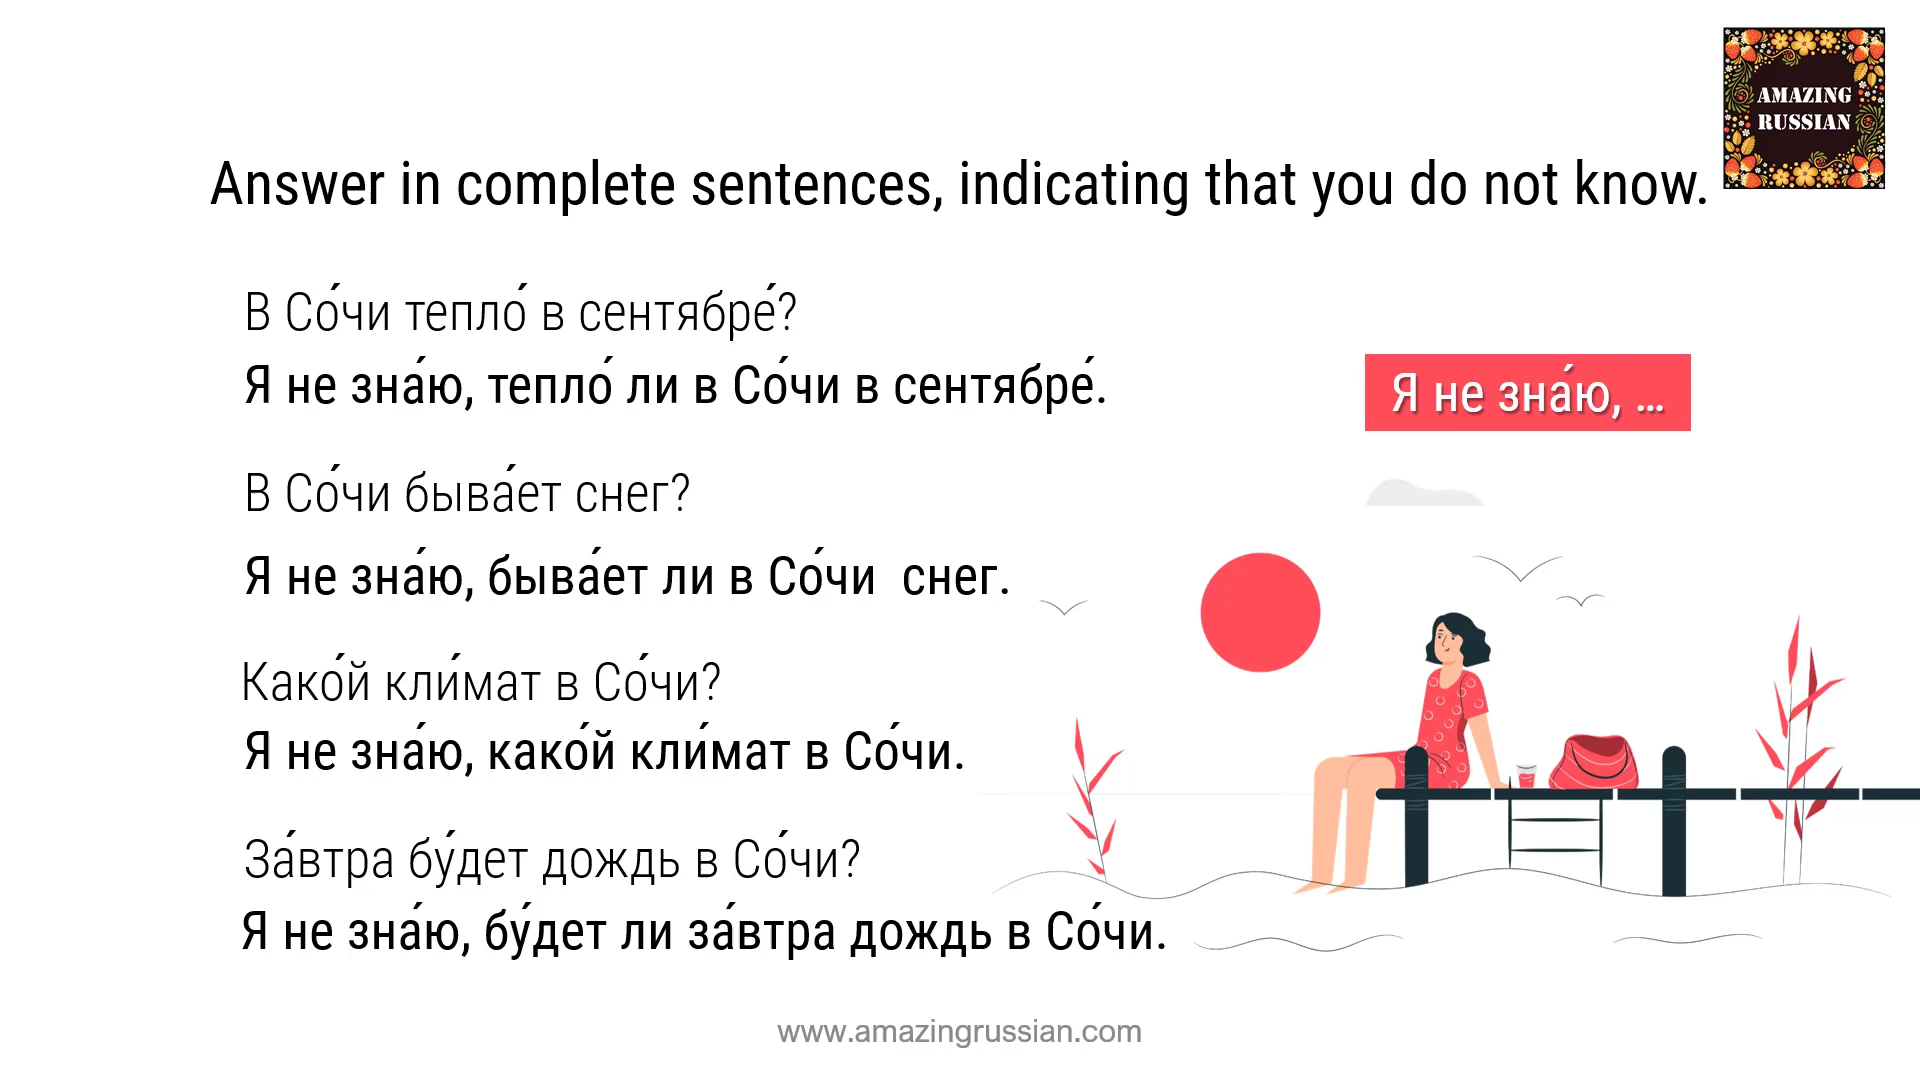 AMAZING
RUSSIAN
Answer in complete sentences, indicating that you do not know.
В Со́чи тепло́ в сентябре́?
Я не зна́ю, тепло́ ли в Со́чи в сентябре́.
Я не зна́ю, ...
В Со́чи быва́ет снег?
Я не зна́ю, быва́ет ли в Со́чи снег.
Како́й кли́мат в Со́чи?
Я не зна́ю, како́й кли́мат в Со́чи.
За́втра бу́дет дождь в Со́чи?
Я не зна́ю, бу́дет ли за́втра дождь в Со́чи.
www.amazingrussian.com